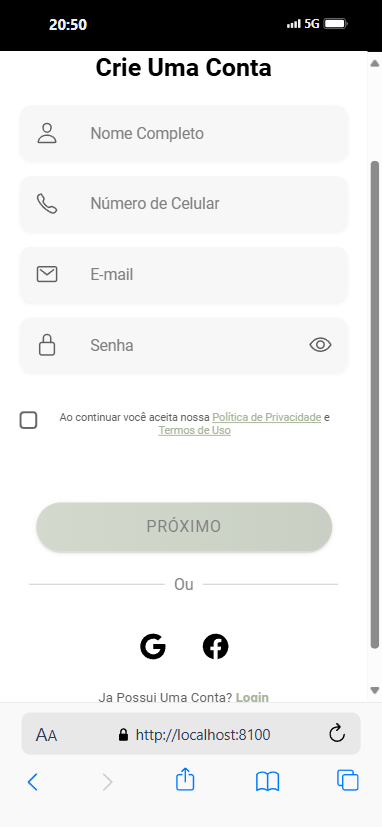 20:50
5G
Crie Uma Conta
Nome Completo
Número de Celular
E-mail
Senha
Ao continuar você aceita nossa Política de Privacidade e
Termos de Uso
PRÓXIMO
Ou
Ja Possui Uma Conta? Login
AA http://localhost:8100